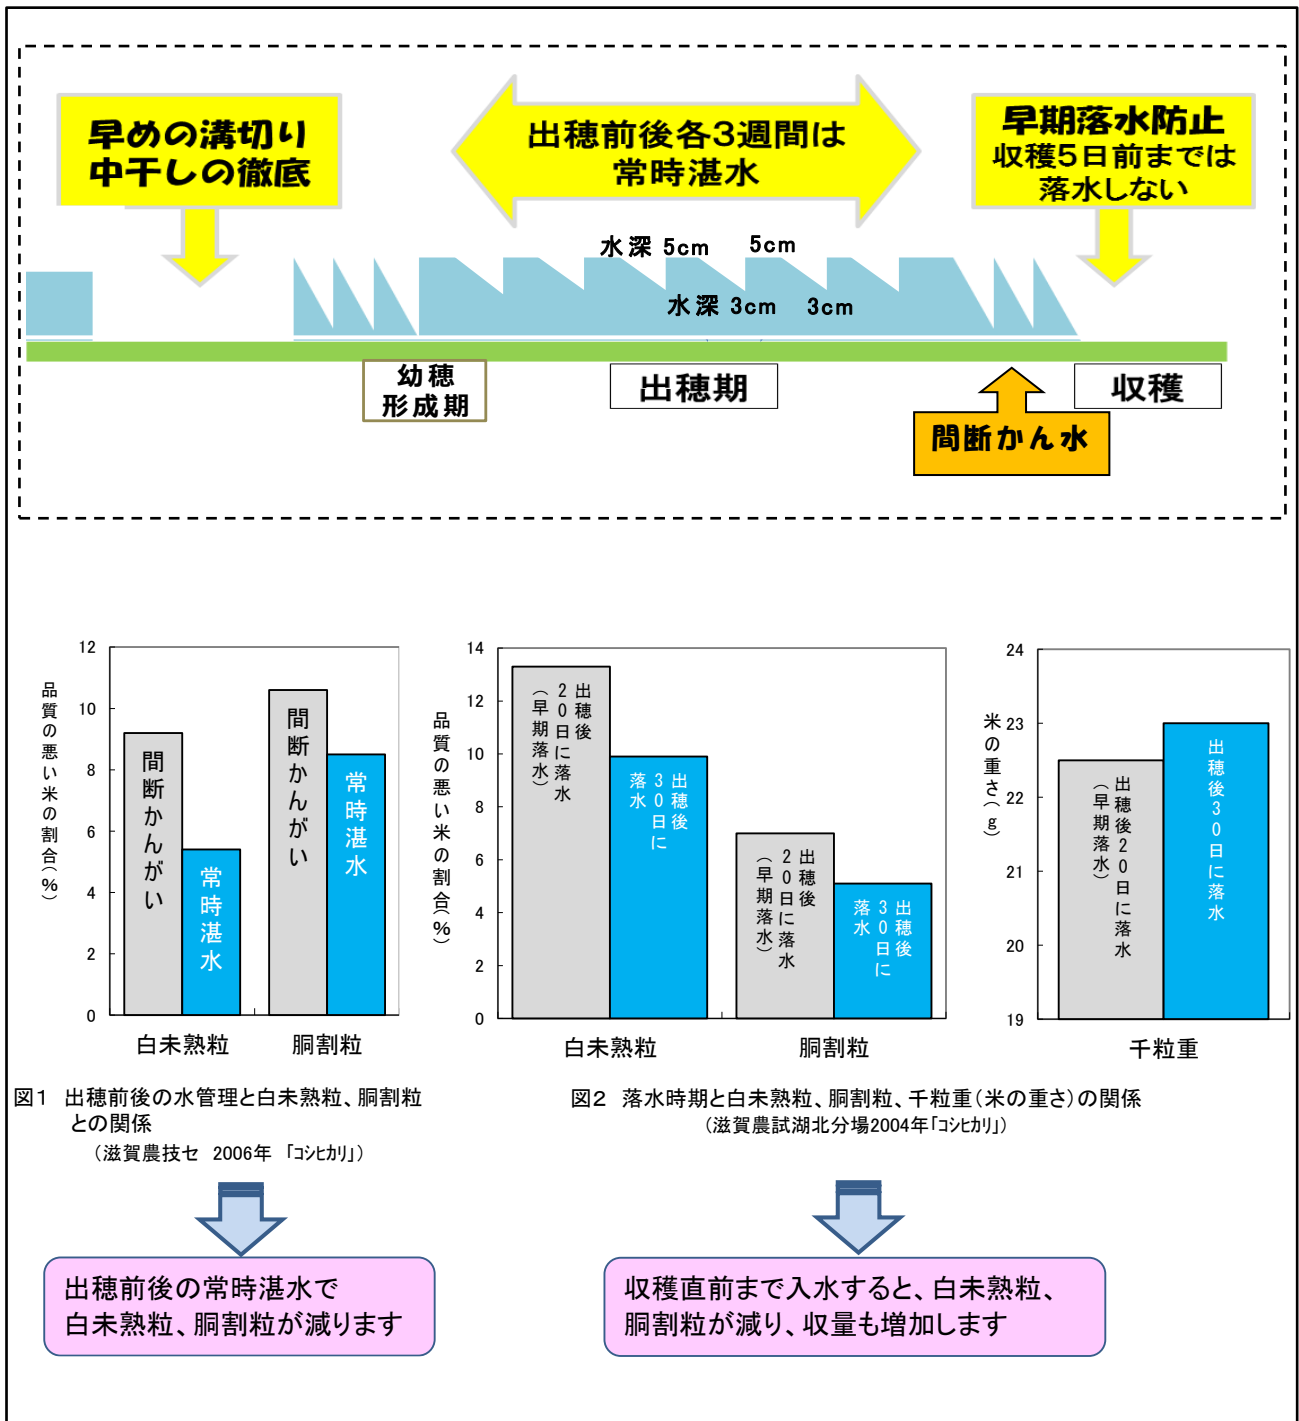 早めの溝切り
中干しの徹底
出穂前後各3週間は
常時湛水
早期落水防止
収穫5日前までは
落水しない
水深 5cm
5cm
水深 3cm
3cm
幼穂
形成期
出穂期
収穫
間断かん水
12
10
8
6
4
2
0
品質の悪い米の割合(%)
間断かんがい
常時湛水
間断かんがい
常時湛水
白未熟粒
胴割粒
14
12
10
8
6
4
2
0
品質の悪い米の割合(%)
出穂後
20日に落水
(早期落水)
出穂後
30日に
落水
出穂後
20日に落水
(早期落水)
出穂後
30日に
落水
白未熟粒
胴割粒
24
23
22
21
20
19
米の重さ(g)
出穂後20日に落水
(早期落水)
出穂後30日に落水
千粒重
図1 出穂前後の水管理と白未熟粒、胴割粒
との関係
(滋賀農技セ 2006年 「コシヒカリ」)
図2 落水時期と白未熟粒、胴割粒、千粒重(米の重さ)の関係
(滋賀農試湖北分場2004年「コシヒカリ」)
出穂前後の常時湛水で
白未熟粒、胴割粒が減ります
収穫直前まで入水すると、白未熟粒、
胴割粒が減り、収量も増加します